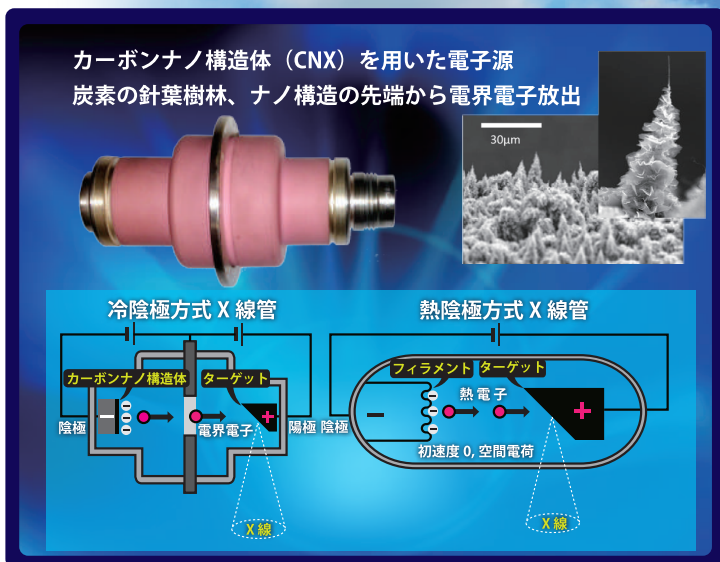 カーボンナノ構造体（CNX）を用いた電子源
炭素の針葉樹林、ナノ構造の先端から電界電子放出
30μm
冷陰極方式 X 線管
カーボンナノ構造体
ターゲット
－
＋
陰極
電界電子
陽極
X 線
熱陰極方式 X 線管
フィラメント
ターゲット
熱 電 子
－
＋
陰極
初速度 0, 空間電荷
X 線